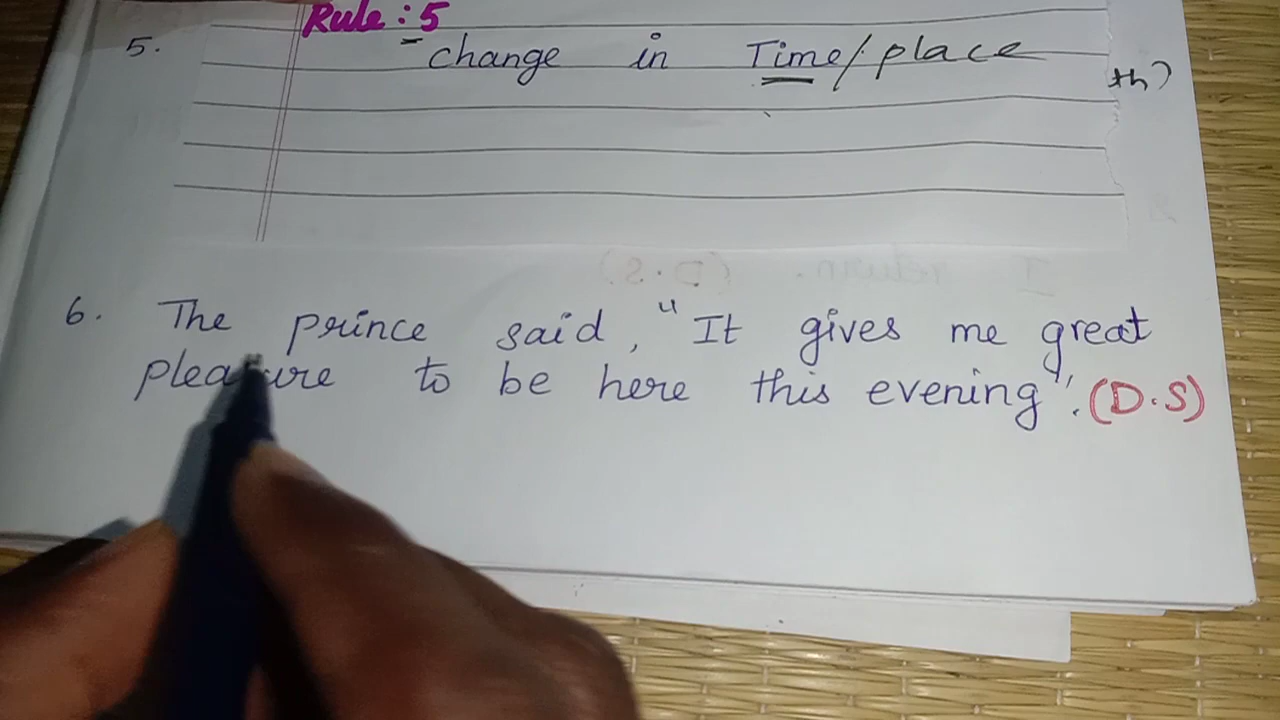 Rule : 5
5. change in Time/place
th?
6. The prince said, "It gives me great
pleasure to be here this evening". (D.S)